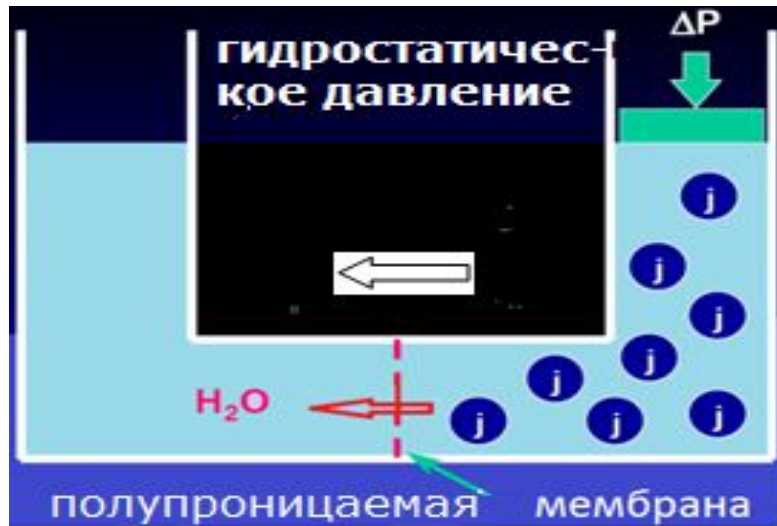 ΔP
гидростатичес-
кое давление
j
j
j
j
j
j
j
j
H₂O
полупроницаемая мембрана